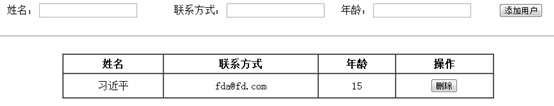 姓名： 联系方式： 年龄： 添加用户
姓名 联系方式 年龄 操作
习近平 fda@fd.com 15 删除